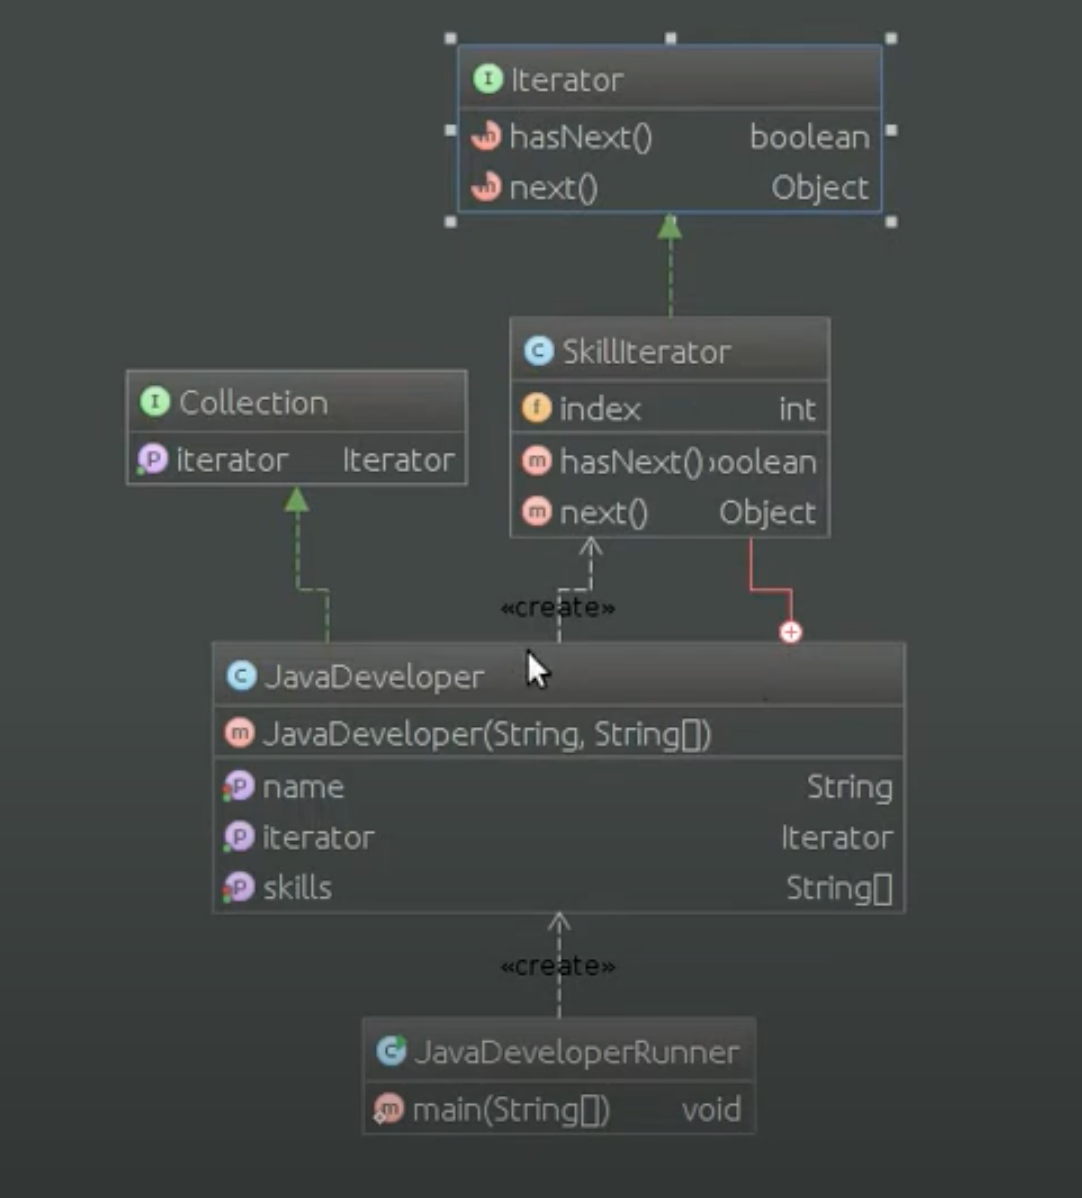 Iterator
hasNext() boolean
next() Object
SkillIterator
index int
hasNext() boolean
next() Object
Collection
iterator Iterator
«create»
JavaDeveloper
JavaDeveloper(String, String[])
name String
iterator Iterator
skills String[]
«create»
JavaDeveloperRunner
main(String[]) void